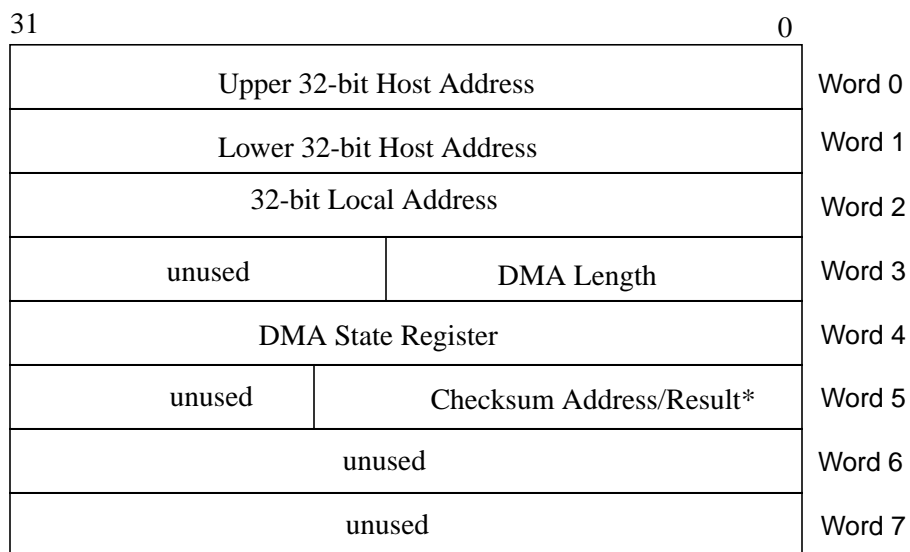 31 0
Upper 32-bit Host Address Word 0
Lower 32-bit Host Address Word 1
32-bit Local Address Word 2
unused DMA Length Word 3
DMA State Register Word 4
unused Checksum Address/Result* Word 5
unused Word 6
unused Word 7